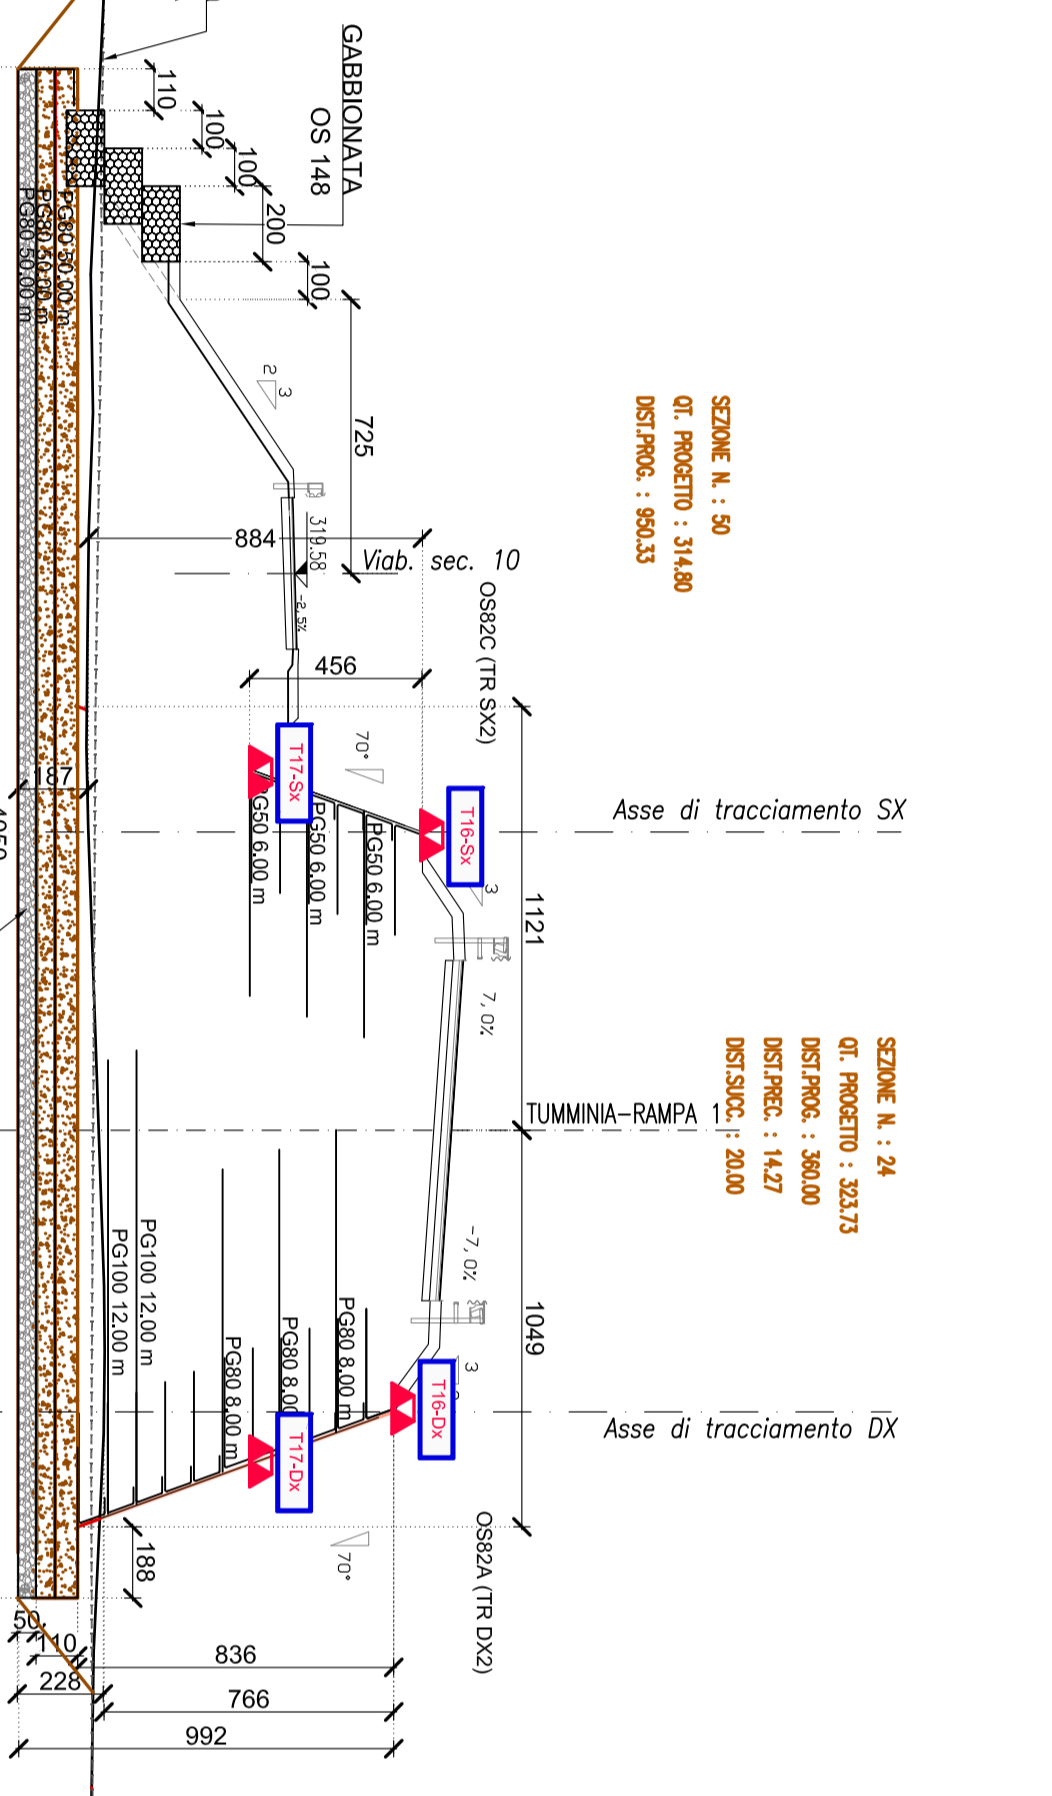 GABBIONATA
OS 148
110
100
100
200
100
725
2
3
884
319.58
-2,5%
Viab. sec. 10
456
SEZIONE N. : 50
QT. PROGETTO : 314.80
DIST.PROG. : 950.33
PG80 50.00 m
PG80 50.00 m
PG80 50.00 m
187
OS82C (TR SX2)
70°
T17-Sx
T16-Sx
Asse di tracciamento SX
PG50 6.00 m
PG50 6.00 m
PG50 6.00 m
3
1121
7,0%
TUMMINIA-RAMPA 1
SEZIONE N. : 24
QT. PROGETTO : 323.73
DIST.PROG. : 360.00
DIST.PREC. : 14.27
DIST.SUCC. : 20.00
-7,0%
1049
3
PG100 12.00 m
PG100 12.00 m
PG80 8.00 m
PG80 8.00
PG80 8.00 m
T16-Dx
T17-Dx
Asse di tracciamento DX
OS82A (TR DX2)
70°
188
50
110
228
836
766
992